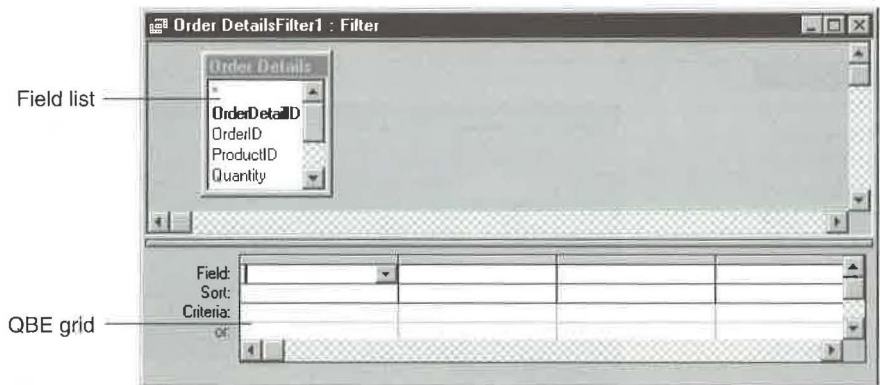 Order DetailsFilter1 : Filter
Order Details
Field list
*
OrderDetailID
OrderID
ProductID
Quantity
Field:
Sort:
Criteria:
QBE grid
or: